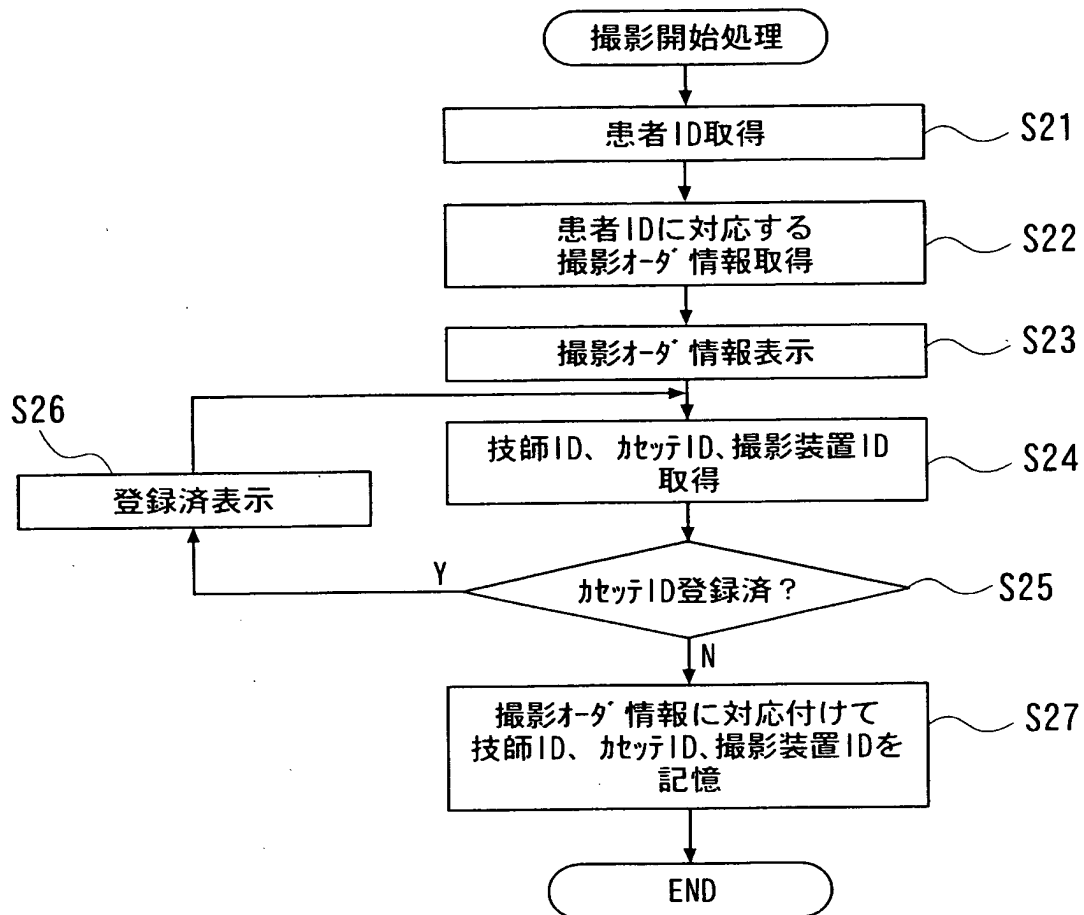 撮影開始処理
患者ID取得
S21
患者IDに対応する
撮影ｵｰﾀﾞ情報取得
S22
撮影ｵｰﾀﾞ情報表示
S23
S26
登録済表示
技師ID、ｶｾｯﾃID、撮影装置ID
取得
S24
Y
ｶｾｯﾃID登録済？
S25
N
撮影ｵｰﾀﾞ情報に対応付けて
技師ID、ｶｾｯﾃID、撮影装置IDを
記憶
S27
END